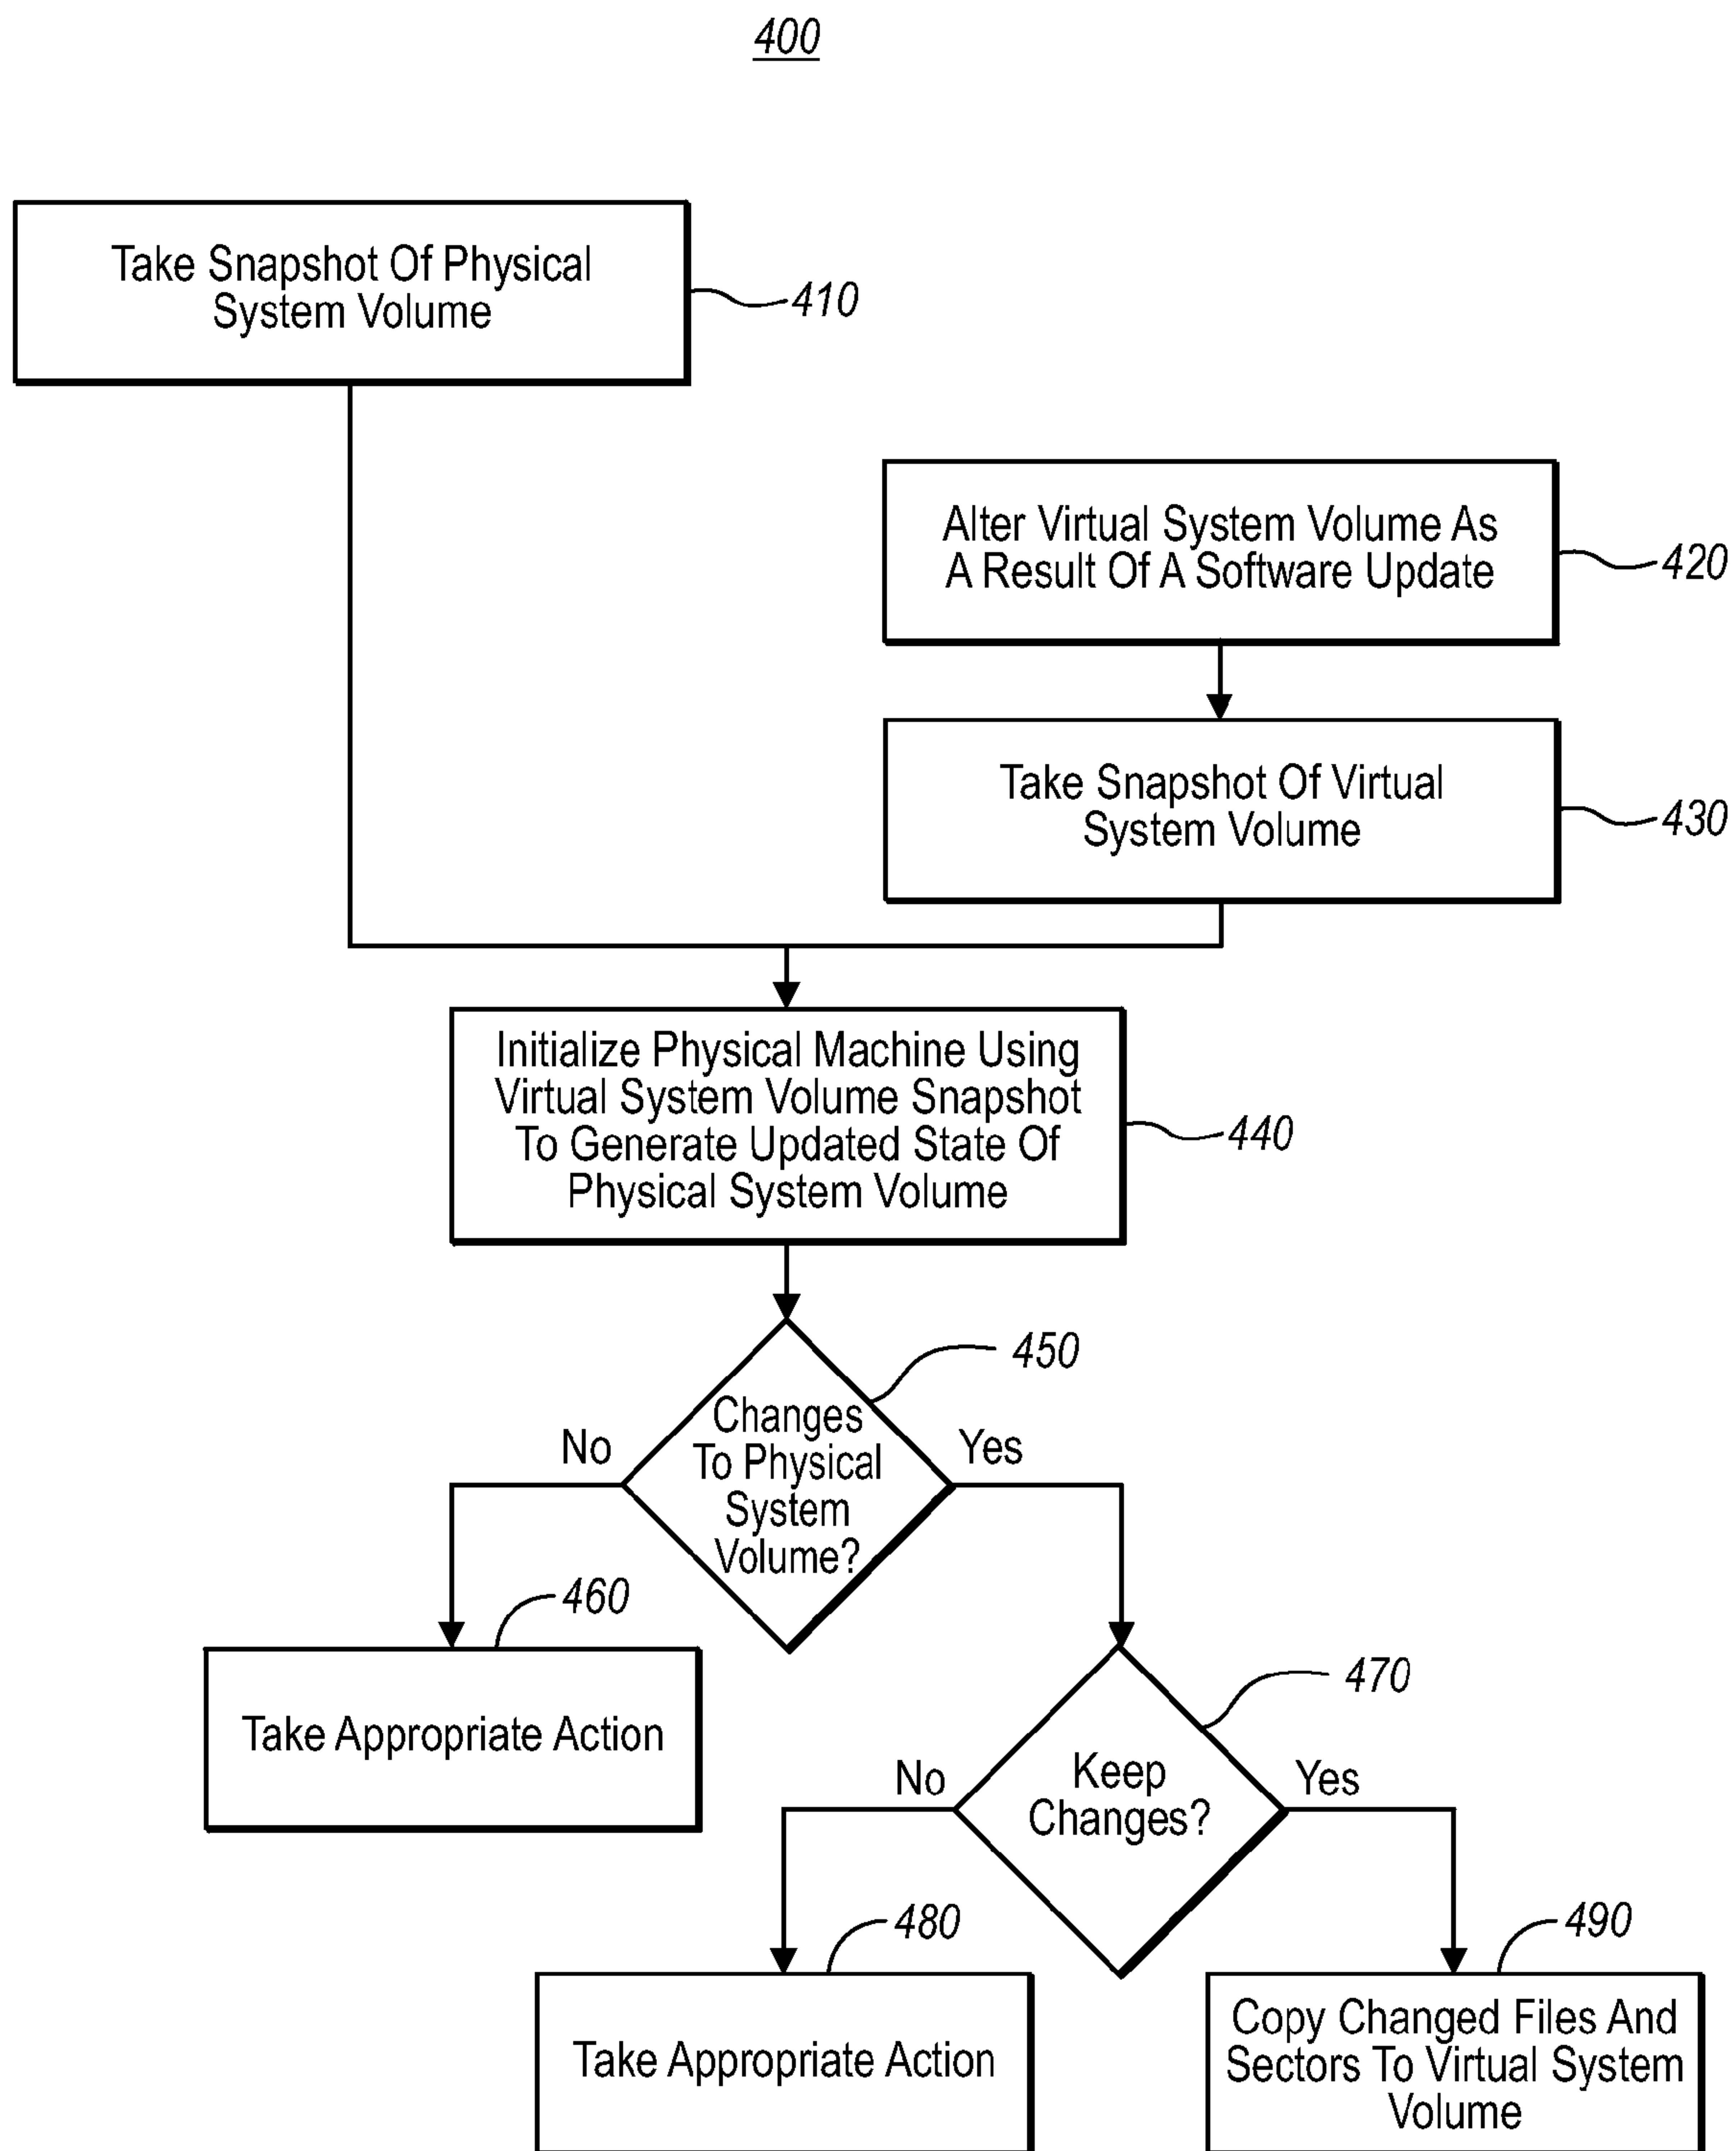 400
Take Snapshot Of Physical
System Volume
410
Alter Virtual System Volume As
A Result Of A Software Update
420
Take Snapshot Of Virtual
System Volume
430
Initialize Physical Machine Using
Virtual System Volume Snapshot
To Generate Updated State Of
Physical System Volume
440
450
Changes
To Physical
System
Volume?
No
Yes
460
Take Appropriate Action
470
Keep
Changes?
No
Yes
480
Take Appropriate Action
490
Copy Changed Files And
Sectors To Virtual System
Volume